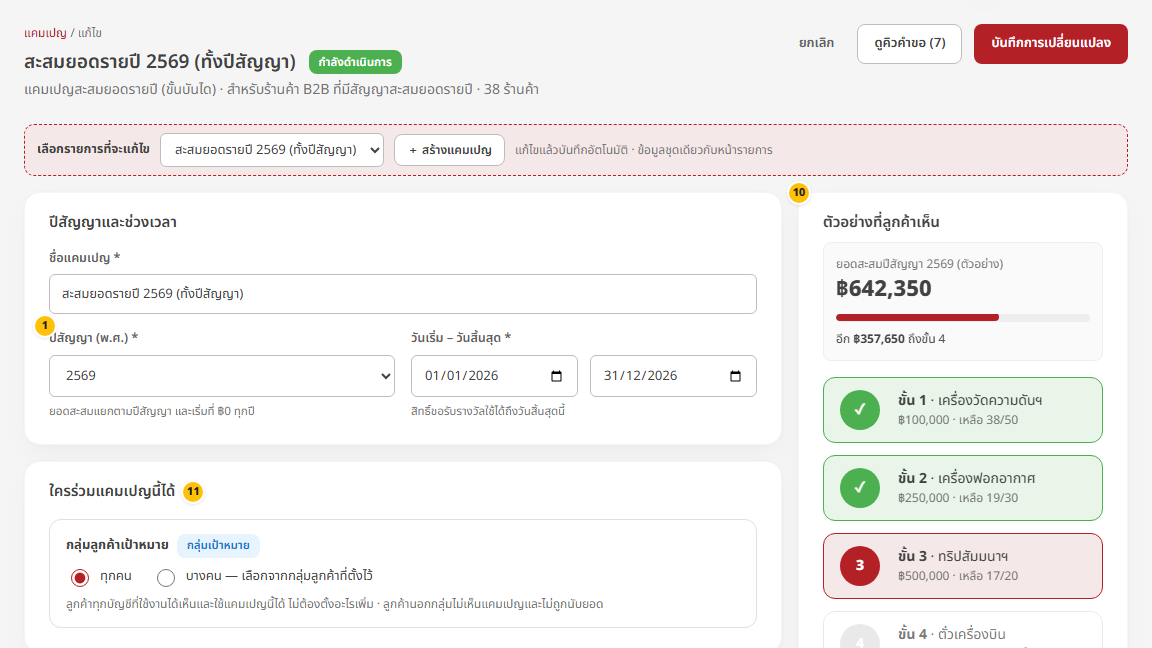 แคมเปญ / แก้ไข
สะสมยอดรายปี 2569 (ทั้งปีสัญญา) กำลังดำเนินการ
แคมเปญสะสมยอดรายปี (ขั้นบันได) · สำหรับร้านค้า B2B ที่มีสัญญาสะสมยอดรายปี · 38 ร้านค้า
ยกเลิก ดูคิวคำขอ (7) บันทึกการเปลี่ยนแปลง
เลือกรายการที่จะแก้ไข สะสมยอดรายปี 2569 (ทั้งปีสัญญา) + สร้างแคมเปญ แก้ไขแล้วบันทึกอัตโนมัติ · ข้อมูลชุดเดียวกับหน้ารายการ
ปีสัญญาและช่วงเวลา
ชื่อแคมเปญ *
สะสมยอดรายปี 2569 (ทั้งปีสัญญา)
1
ปีสัญญา (พ.ศ.) * วันเริ่ม – วันสิ้นสุด *
2569 01/01/2026 31/12/2026
ยอดสะสมแยกตามปีสัญญา และเริ่มที่ ฿0 ทุกปี สิทธิ์ขอรับรางวัลใช้ได้ถึงวันสิ้นสุดนี้
ใครร่วมแคมเปญนี้ได้ 11
กลุ่มลูกค้าเป้าหมาย กลุ่มเป้าหมาย
ทุกคน บางคน — เลือกจากกลุ่มลูกค้าที่ตั้งไว้
ลูกค้าทุกบัญชีที่ใช้งานได้เห็นและใช้แคมเปญนี้ได้ ไม่ต้องตั้งอะไรเพิ่ม · ลูกค้านอกกลุ่มไม่เห็นแคมเปญและไม่ถูกนับยอด
10
ตัวอย่างที่ลูกค้าเห็น
ยอดสะสมปีสัญญา 2569 (ตัวอย่าง)
฿642,350
อีก ฿357,650 ถึงขั้น 4
✓ ขั้น 1 · เครื่องวัดความดันฯ
฿100,000 · เหลือ 38/50
✓ ขั้น 2 · เครื่องฟอกอากาศ
฿250,000 · เหลือ 19/30
3 ขั้น 3 · ทริปสัมมนาฯ
฿500,000 · เหลือ 17/20
4 ขั้น 4 · ตั๋วเครื่องบิน